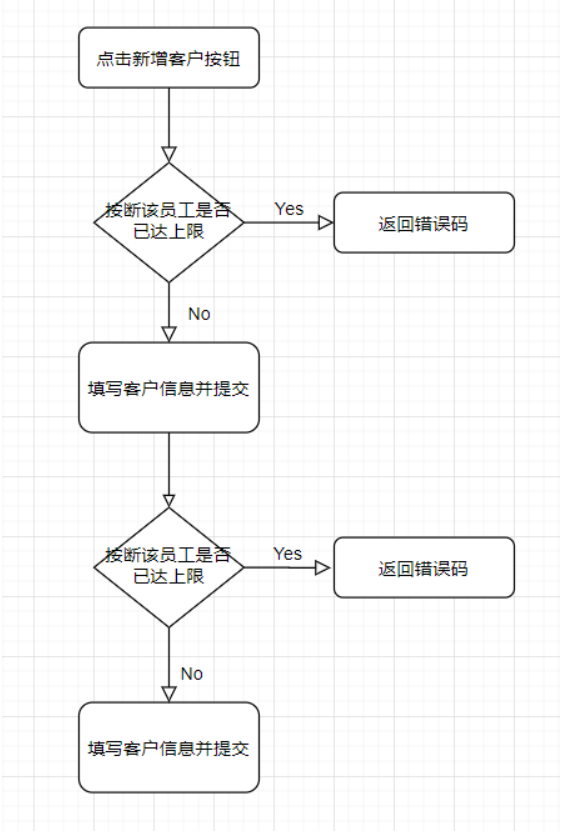 点击新增客户按钮
按断该员工是否
已达上限
Yes
返回错误码
No
填写客户信息并提交
按断该员工是否
已达上限
Yes
返回错误码
No
填写客户信息并提交